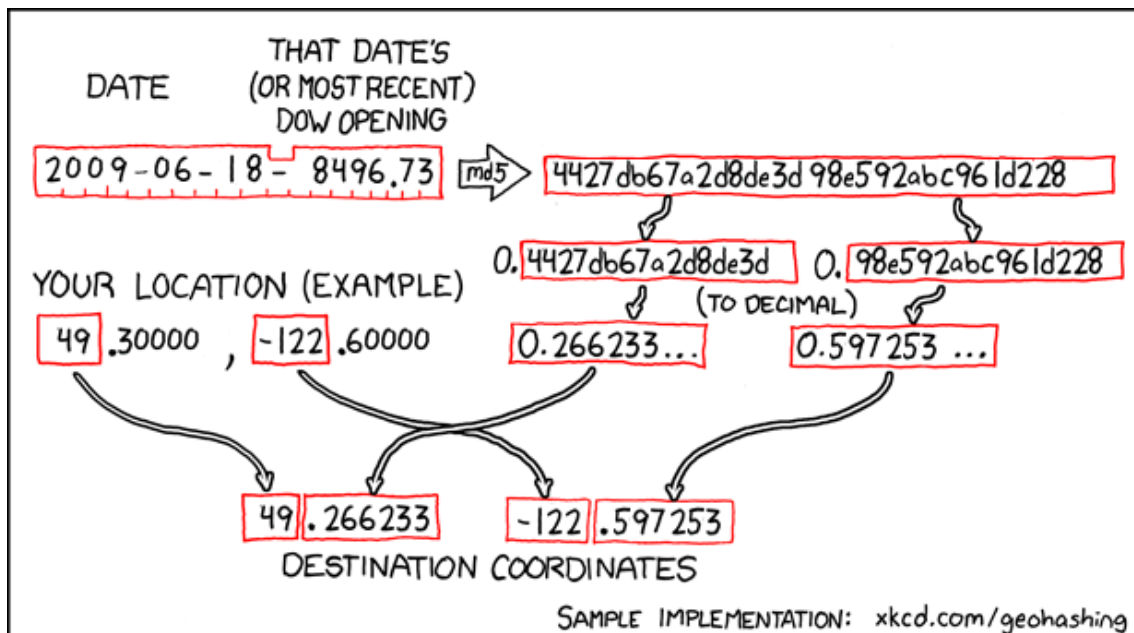 DATE
THAT DATE'S
(OR MOST RECENT)
DOW OPENING
2009-06-18-8496.73
md5
4427db67a2d8de3d98e592abc961d228
0.4427db67a2d8de3d
0.98e592abc961d228
(TO DECIMAL)
YOUR LOCATION (EXAMPLE)
49.30000, -122.60000
0.266233...
0.597253...
49.266233
-122.597253
DESTINATION COORDINATES
SAMPLE IMPLEMENTATION: xkcd.com/geohashing